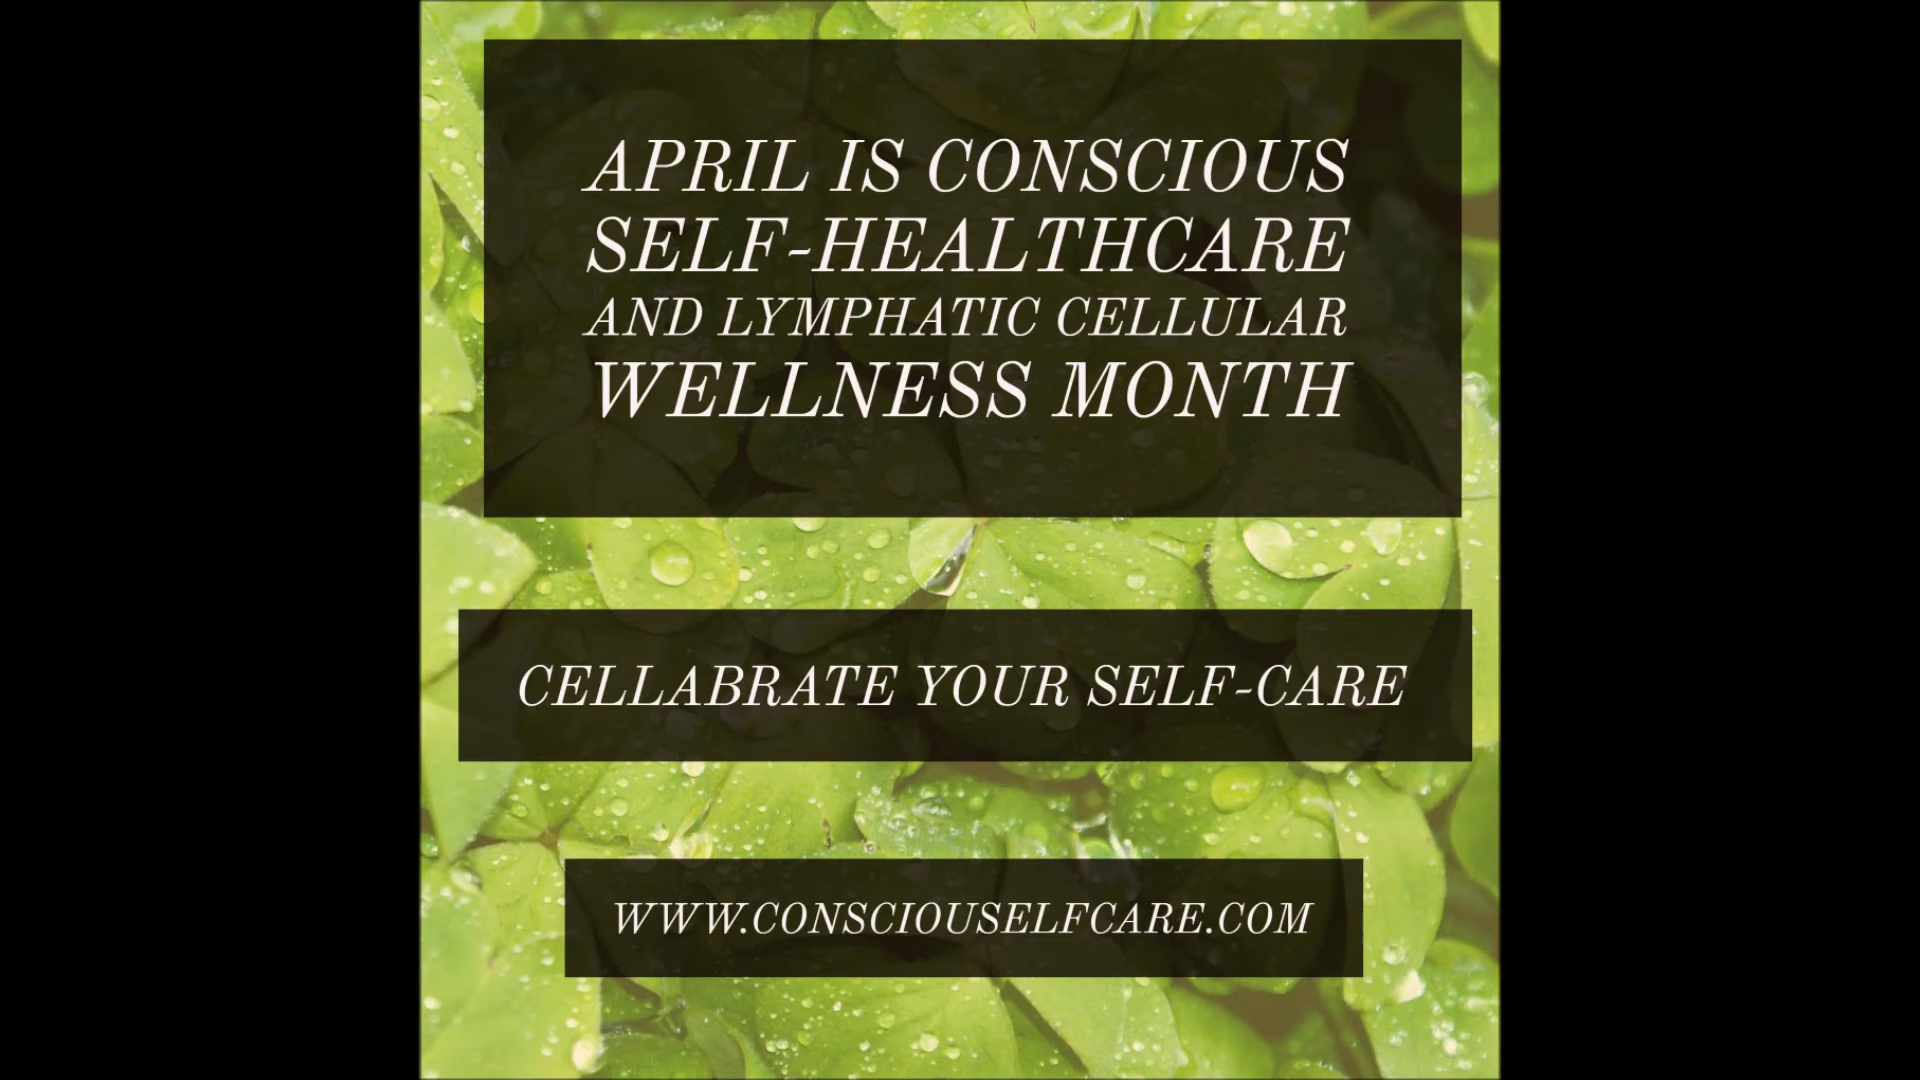 APRIL IS CONSCIOUS
SELF-HEALTHCARE
AND LYMPHATIC CELLULAR
WELLNESS MONTH
CELLABRATE YOUR SELF-CARE
WWW.CONSCIOUSELFCARE.COM